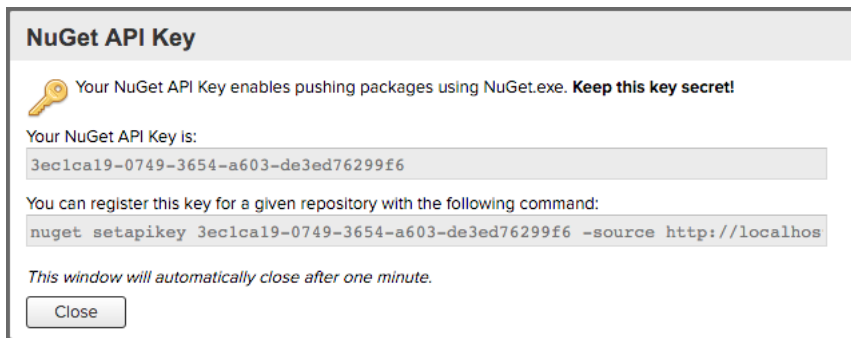 NuGet API Key
Your NuGet API Key enables pushing packages using NuGet.exe. Keep this key secret!
Your NuGet API Key is:
3ec1ca19-0749-3654-a603-de3ed76299f6
You can register this key for a given repository with the following command:
nuget setapikey 3ec1ca19-0749-3654-a603-de3ed76299f6 -source http://localhos
This window will automatically close after one minute.
Close